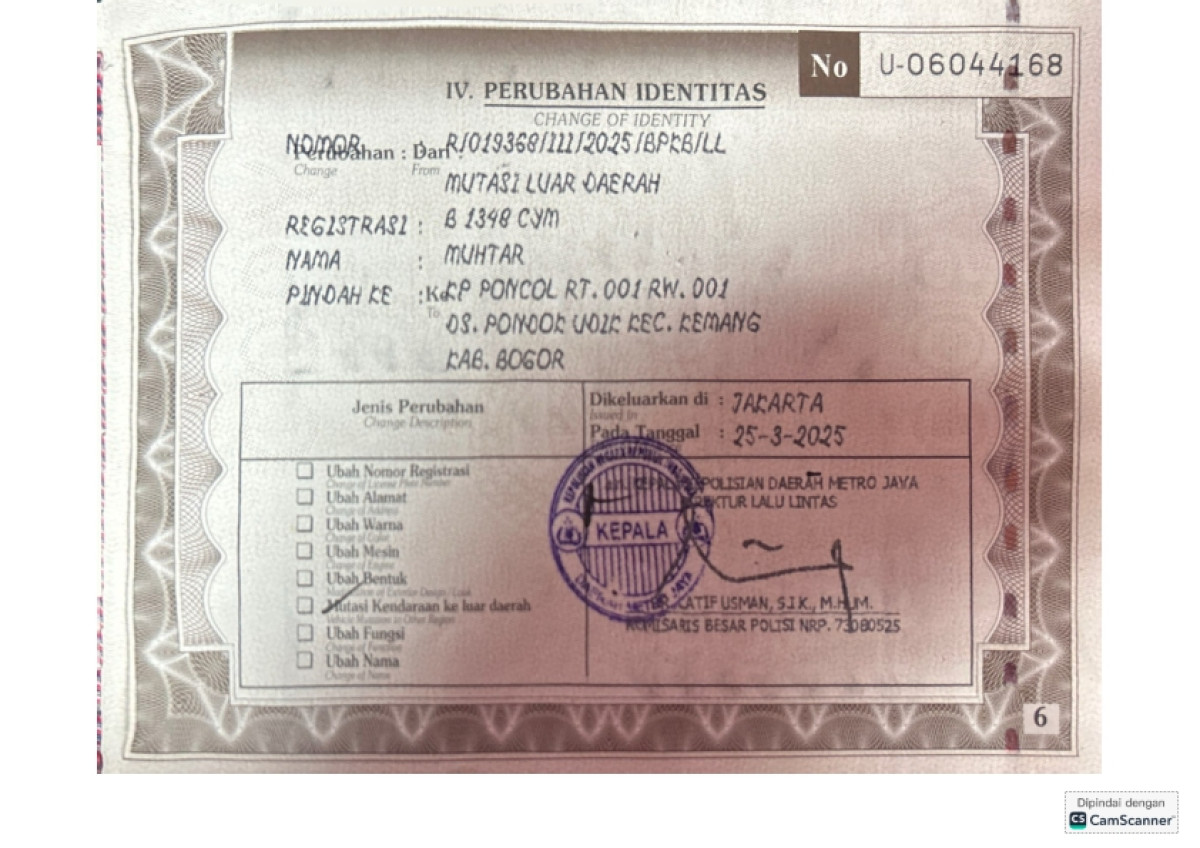 No U-06044168
IV. PERUBAHAN IDENTITAS
CHANGE OF IDENTITY
NOMOR : R/019368/III/2025/BPKB/LL
Perubahan : Dari :
Change From
MUTASI LUAR DAERAH
REGISTRASI : B 1348 CYM
NAMA : MUHTAR
PINDAH KE : Ke KP PONCOL RT. 001 RW. 001
To
DS. PONDOK UDIK KEC. KEMANG
KAB. BOGOR
Jenis Perubahan
Change Description
Dikeluarkan di : JAKARTA
Issued in
Pada Tanggal : 25-3-2025
Ubah Nomor Registrasi
Change of License Plate Number
Ubah Alamat
Change of Address
Ubah Warna
Change of Color
Ubah Mesin
Change of Engine
Ubah Bentuk
Ubah Fungsi
Change of Function
Ubah Nama
Change of Name
Mutasi Kendaraan ke luar daerah
Vehicle Mutation to Other Region
POLISIAN DAERAH METRO JAYA
EKTUR LALU LINTAS
KEPALA
METRO JAYA
LATIF USMAN, S.I.K., M.HUM.
KOMISARIS BESAR POLISI NRP. 73080525
6
Dipindai dengan
CS CamScanner